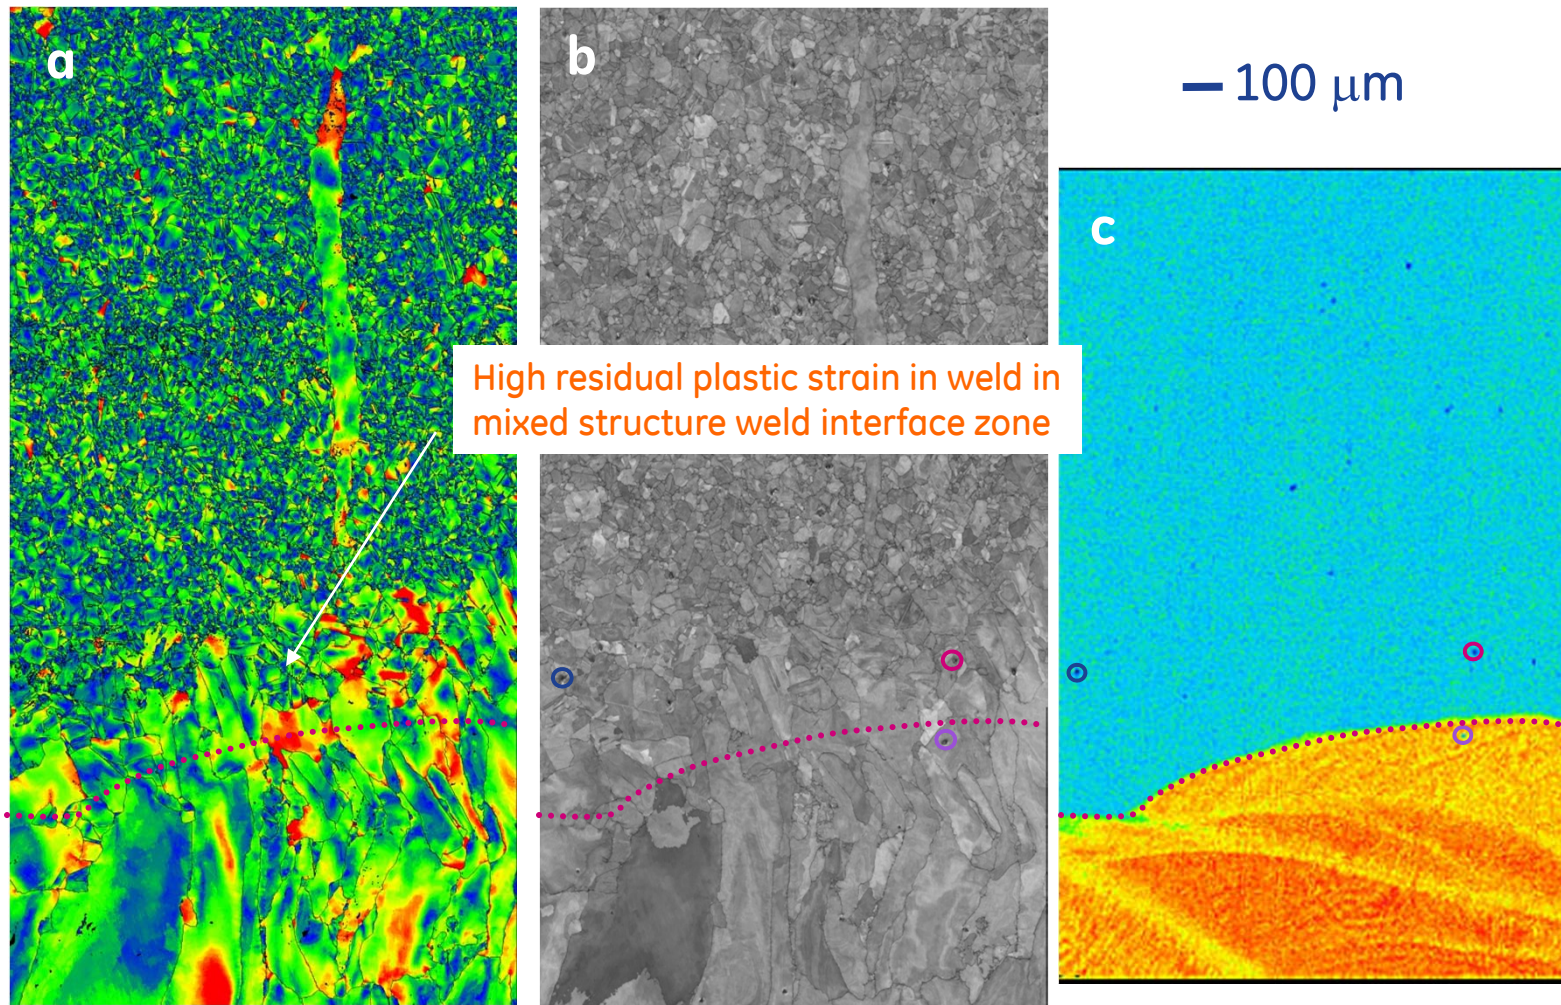 a
b
100 μm
c
High residual plastic strain in weld in
mixed structure weld interface zone